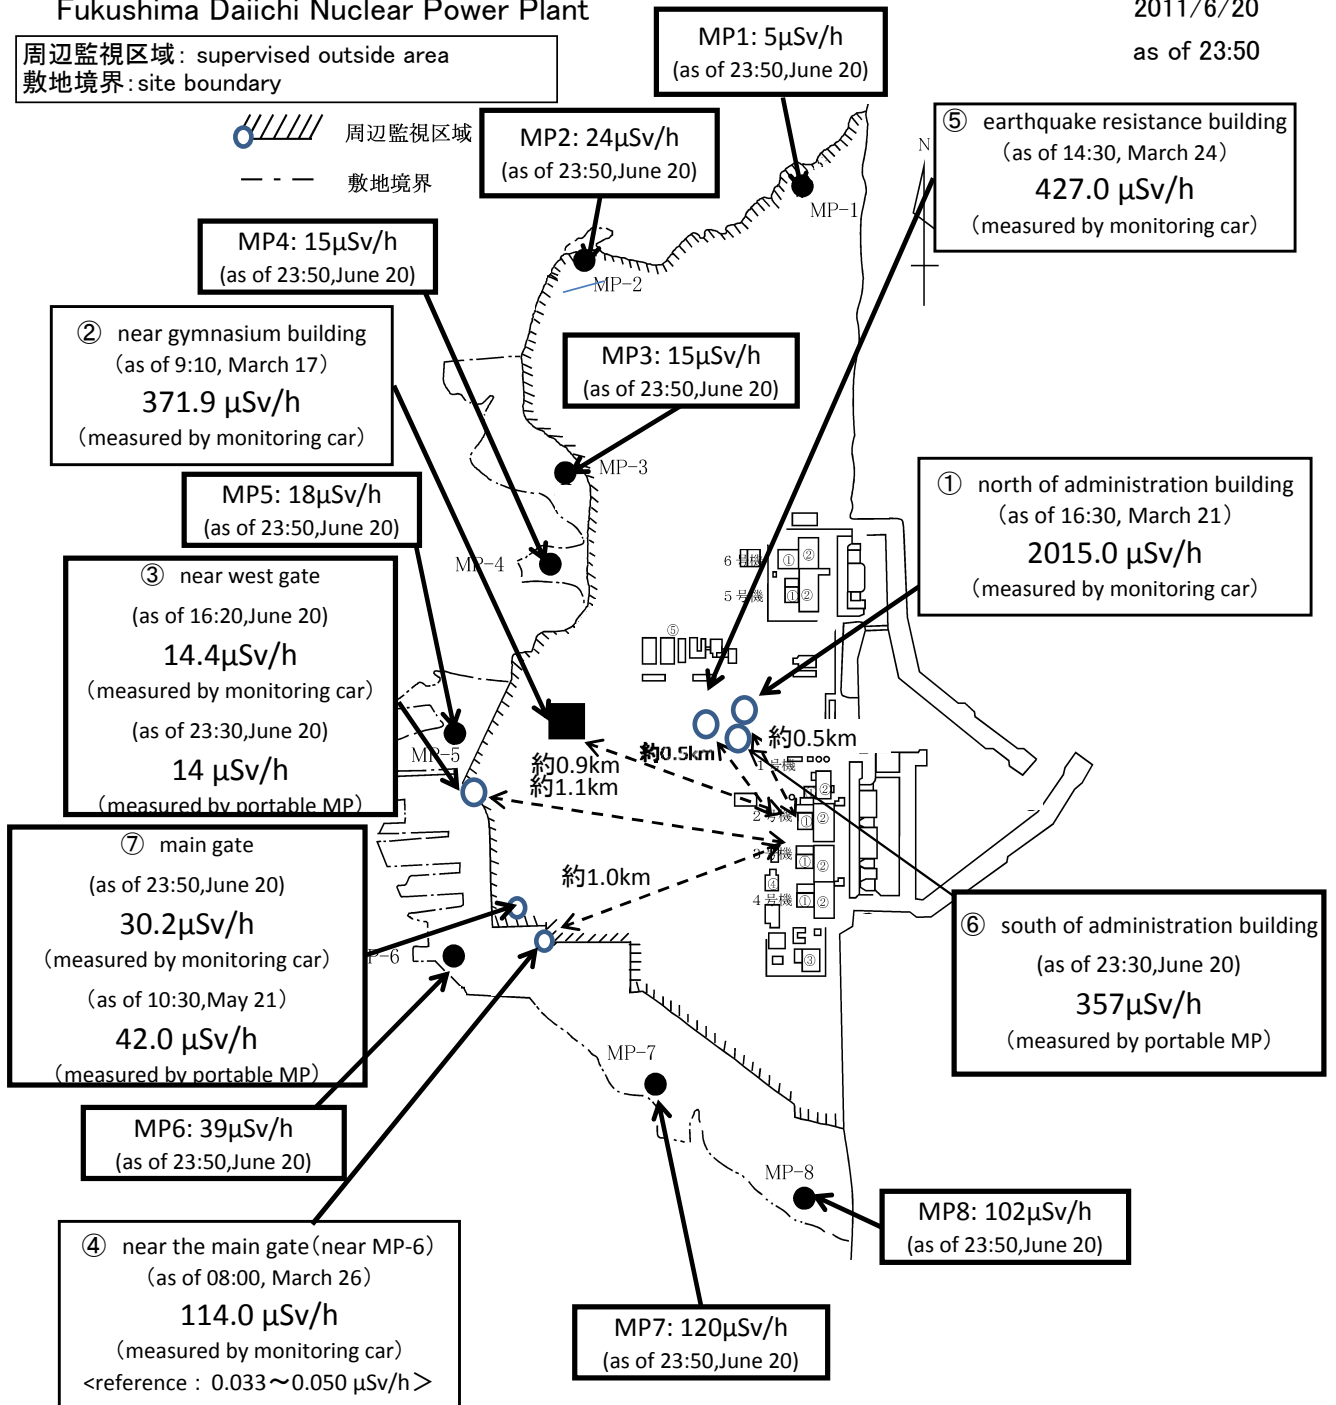 Fukushima Daiichi Nuclear Power Plant
2011/6/20
as of 23:50
周辺監視区域: supervised outside area
敷地境界:site boundary
周辺監視区域
敷地境界
MP1: 5μSv/h
(as of 23:50,June 20)
MP2: 24μSv/h
(as of 23:50,June 20)
⑤ earthquake resistance building
(as of 14:30, March 24)
427.0 μSv/h
(measured by monitoring car)
N
MP-1
MP4: 15μSv/h
(as of 23:50,June 20)
MP-2
② near gymnasium building
(as of 9:10, March 17)
371.9 μSv/h
(measured by monitoring car)
MP3: 15μSv/h
(as of 23:50,June 20)
MP-3
MP5: 18μSv/h
(as of 23:50,June 20)
① north of administration building
(as of 16:30, March 21)
2015.0 μSv/h
(measured by monitoring car)
MP-4
③ near west gate
(as of 16:20,June 20)
14.4μSv/h
(measured by monitoring car)
(as of 23:30,June 20)
14 μSv/h
(measured by portable MP)
6号機
① ②
5号機
① ②
⑤
MP-5
約0.9km
約1.1km
約0.5km
約0.5km
1号機
②
2号機
① ②
3号機
① ②
④
4号機
① ②
③
約1.0km
⑦ main gate
(as of 23:50,June 20)
30.2μSv/h
(measured by monitoring car)
(as of 10:30,May 21)
42.0 μSv/h
(measured by portable MP)
P-6
⑥ south of administration building
(as of 23:30,June 20)
357μSv/h
(measured by portable MP)
MP-7
MP6: 39μSv/h
(as of 23:50,June 20)
MP-8
MP8: 102μSv/h
(as of 23:50,June 20)
④ near the main gate(near MP-6)
(as of 08:00, March 26)
114.0 μSv/h
(measured by monitoring car)
<reference : 0.033~0.050 μSv/h>
MP7: 120μSv/h
(as of 23:50,June 20)